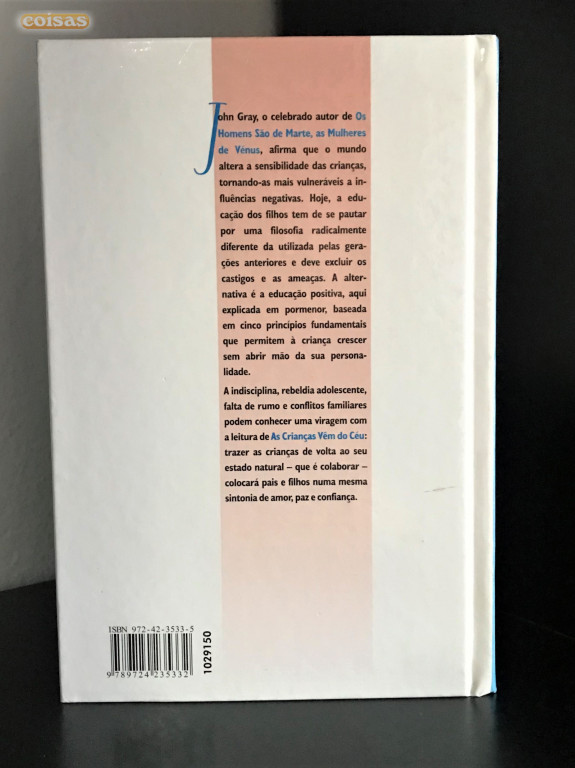 coisas
John Gray, o celebrado autor de Os
Homens São de Marte, as Mulheres
de Vénus, afirma que o mundo
altera a sensibilidade das crianças,
tornando-as mais vulneráveis a in-
fluências negativas. Hoje, a edu-
cação dos filhos tem de se pautar
por uma filosofia radicalmente
diferente da utilizada pelas gera-
ções anteriores e deve excluir os
castigos e as ameaças. A alter-
nativa é a educação positiva, aqui
explicada em pormenor, baseada
em cinco princípios fundamentais
que permitem à criança crescer
sem abrir mão da sua persona-
lidade.
A indisciplina, rebeldia adolescente,
falta de rumo e conflitos familiares
podem conhecer uma viragem com
a leitura de As Crianças Vêm do Céu:
trazer as crianças de volta ao seu
estado natural – que é colaborar –
colocará pais e filhos numa mesma
sintonia de amor, paz e confiança.
ISBN 972-42-3533-5
9 789724 235332
1029150